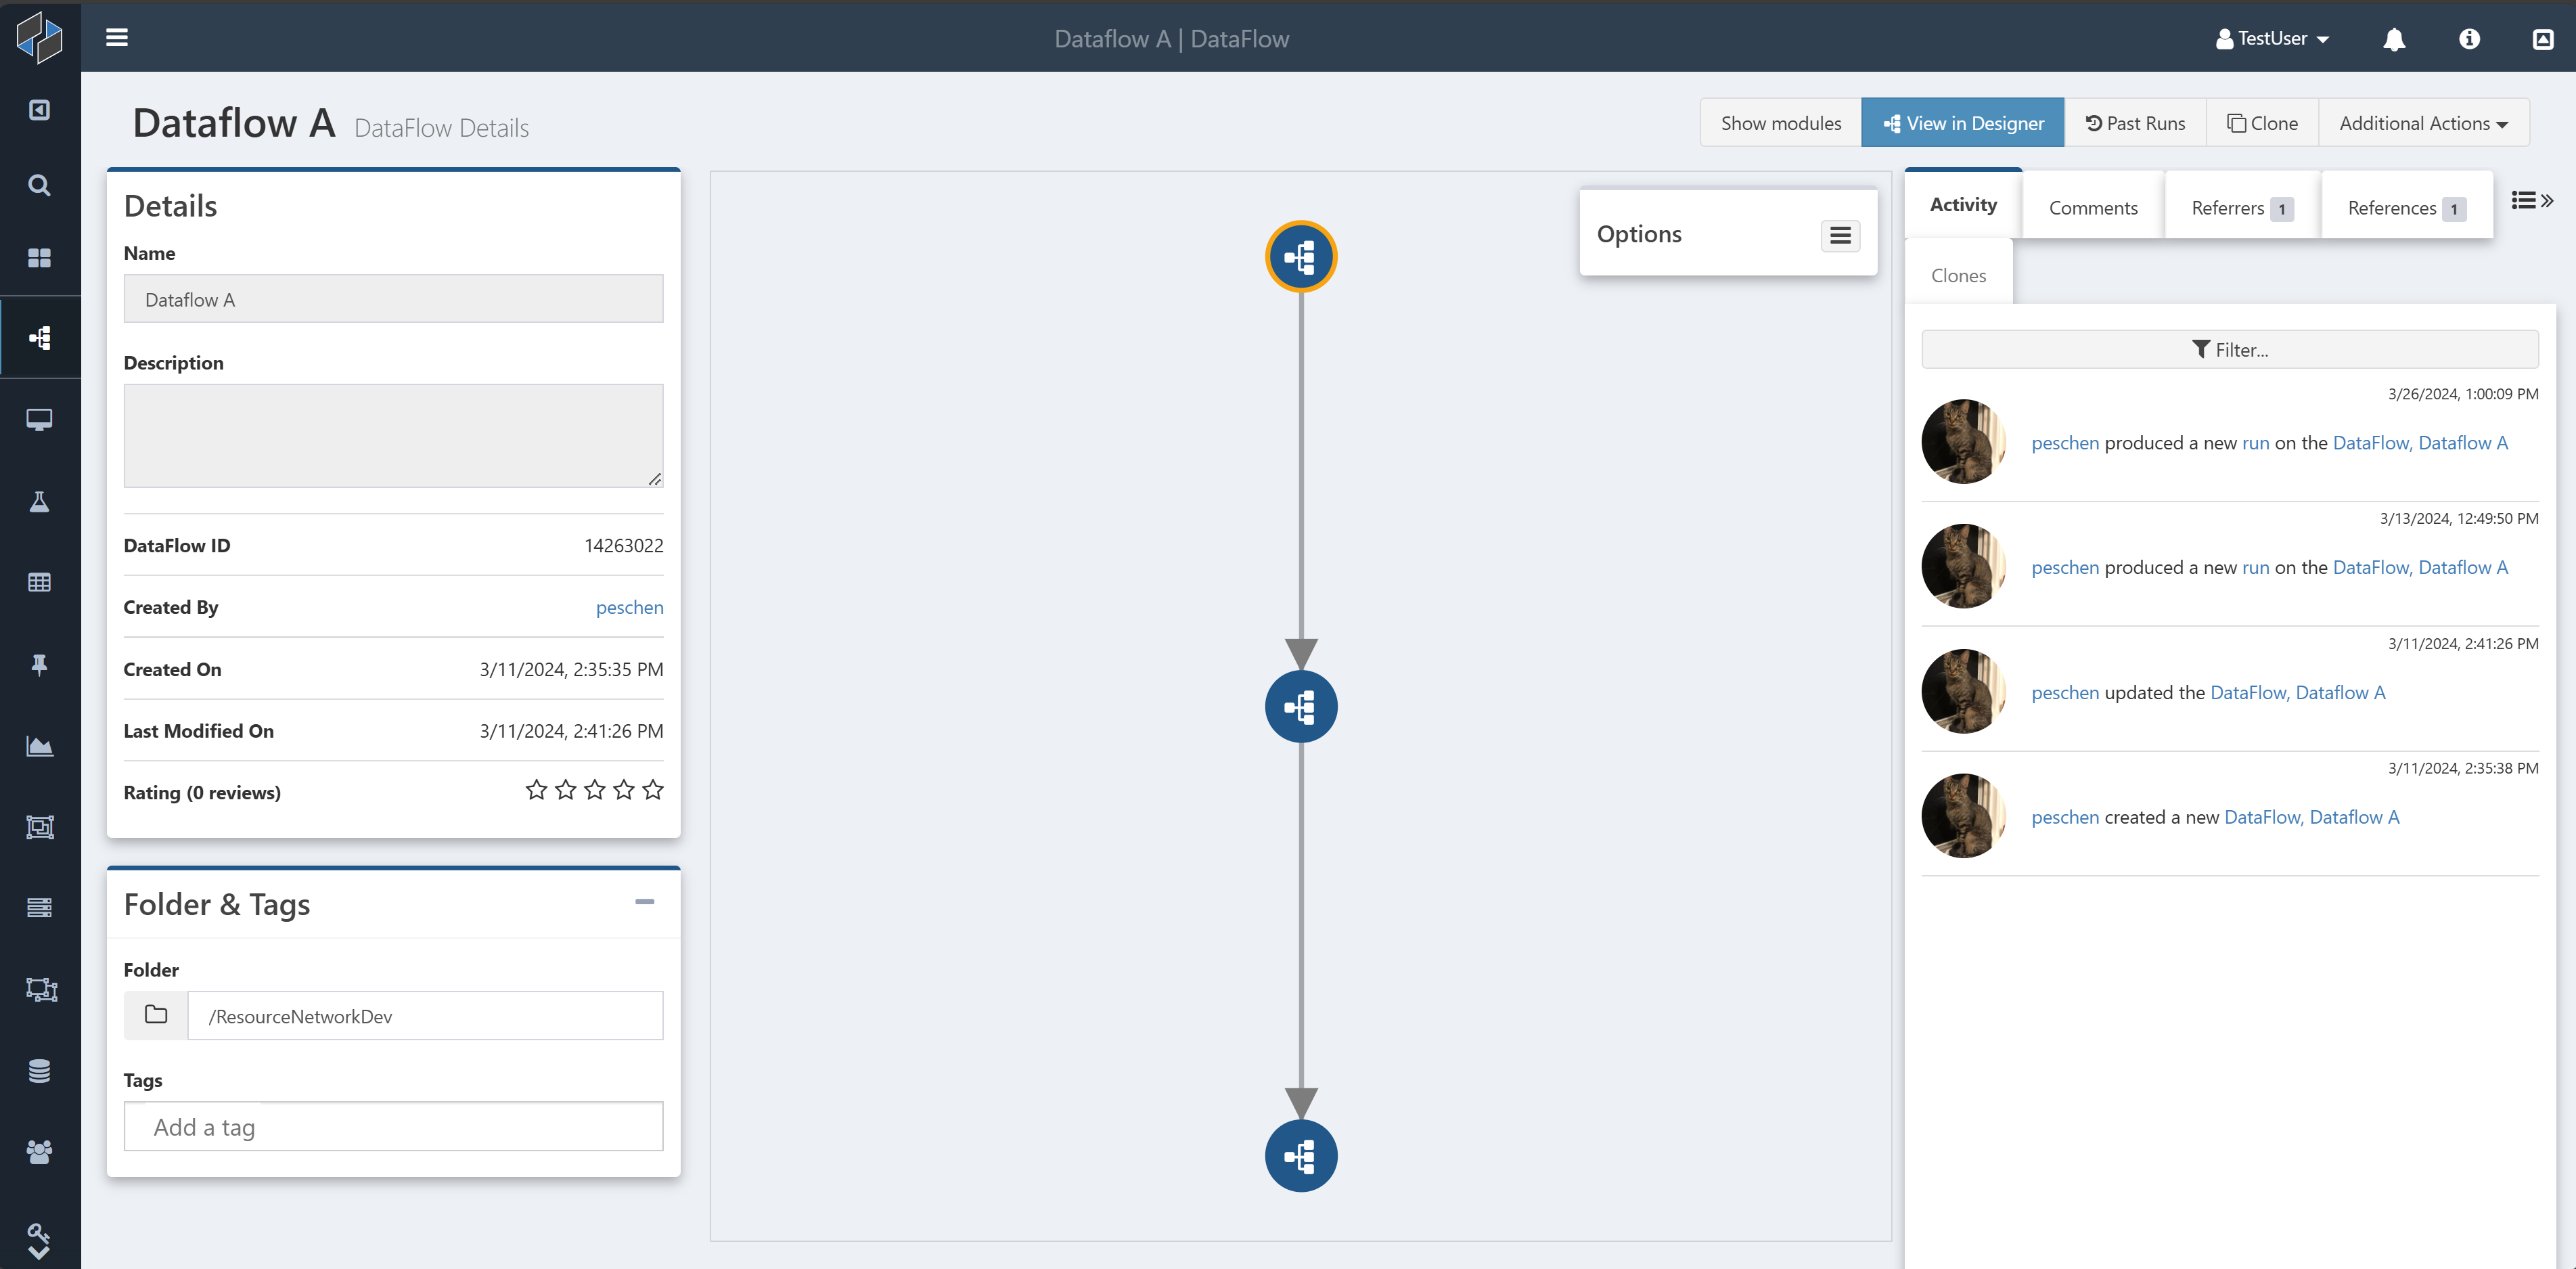 Dataflow A | DataFlow
TestUser
Dataflow A DataFlow Details
Show modules
View in Designer
Past Runs
Clone
Additional Actions
Details
Name
Dataflow A
Description
DataFlow ID 14263022
Created By peschen
Created On 3/11/2024, 2:35:35 PM
Last Modified On 3/11/2024, 2:41:26 PM
Rating (0 reviews)
Folder & Tags
Folder
/ResourceNetworkDev
Tags
Add a tag
Options
Activity
Comments
Referrers 1
References 1
Clones
Filter...
3/26/2024, 1:00:09 PM
peschen produced a new run on the DataFlow, Dataflow A
3/13/2024, 12:49:50 PM
peschen produced a new run on the DataFlow, Dataflow A
3/11/2024, 2:41:26 PM
peschen updated the DataFlow, Dataflow A
3/11/2024, 2:35:38 PM
peschen created a new DataFlow, Dataflow A